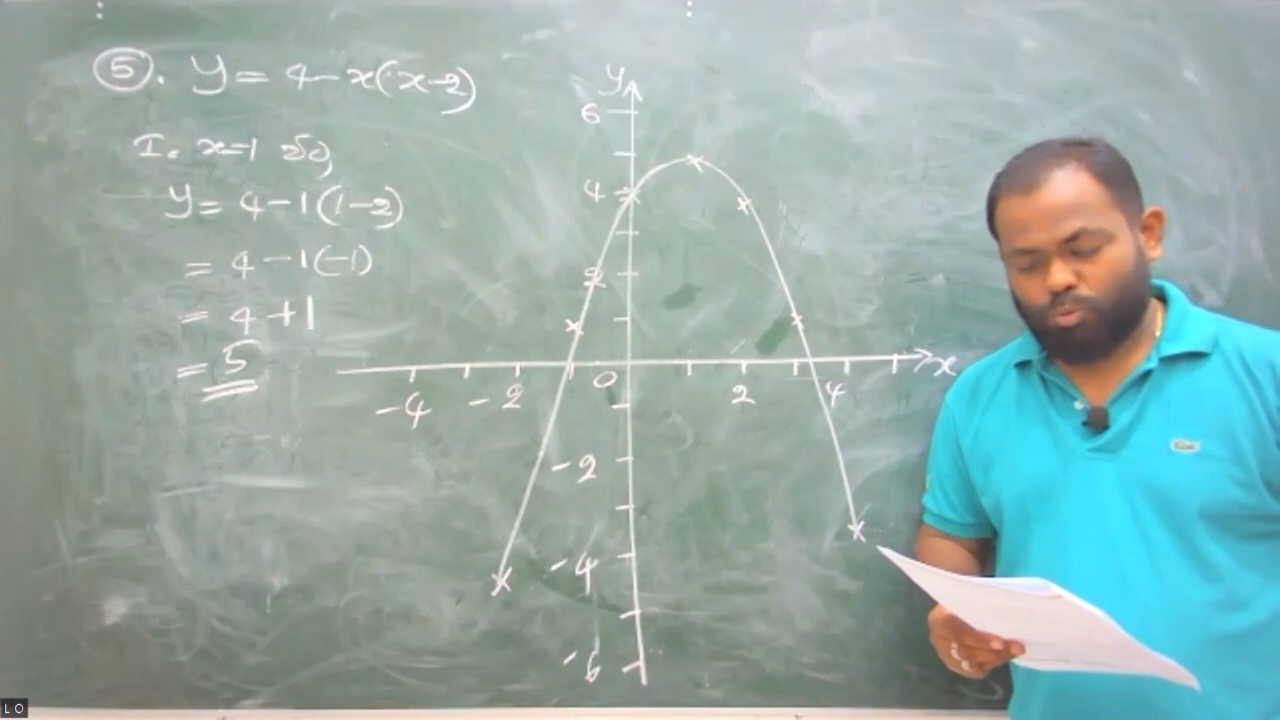 ⑤. y = 4 - x(x-2)
I. x=1 විට,
y = 4 - 1(1-2)
= 4 - 1(-1)
= 4 + 1
= 5
y
6
4
2
0
x
-4 -2 2 4
-2
-4
-6
LO